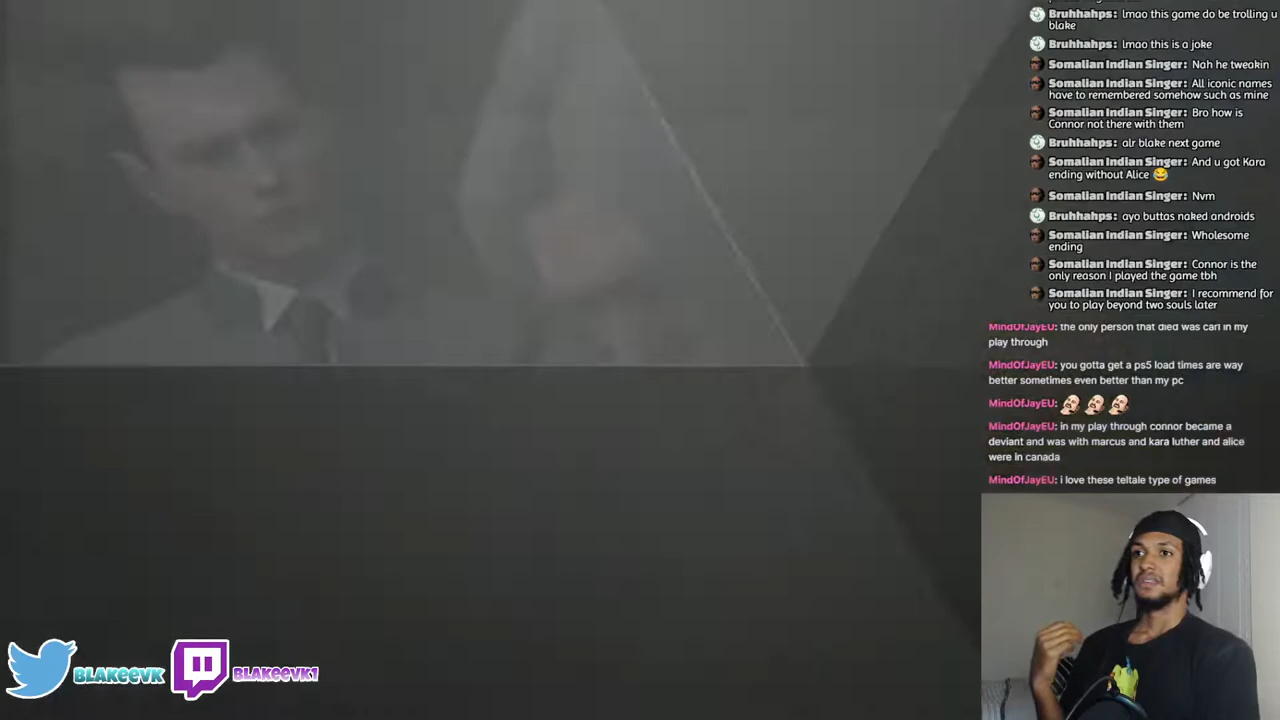 Bruhhahps: lmao this game do be trolling u
blake
Bruhhahps: lmao this is a joke
Somalian Indian Singer: Nah he tweakin
Somalian Indian Singer: All iconic names
have to remembered somehow such as mine
Somalian Indian Singer: Bro how is
Connor not there with them
Bruhhahps: alr blake next game
Somalian Indian Singer: And u got Kara
ending without Alice 😂
Somalian Indian Singer: Nvm
Bruhhahps: ayo buttas naked androids
Somalian Indian Singer: Wholesome
ending
Somalian Indian Singer: Connor is the
only reason I played the game tbh
Somalian Indian Singer: I recommend for
you to play beyond two souls later
MindOfJayEU: the only person that died was carl in my
play through
MindOfJayEU: you gotta get a ps5 load times are way
better sometimes even better than my pc
MindOfJayEU:
MindOfJayEU: in my play through connor became a
deviant and was with marcus and kara luther and alice
were in canada
MindOfJayEU: i love these teltale type of games
BLAKEEVK
BLAKEEVK1